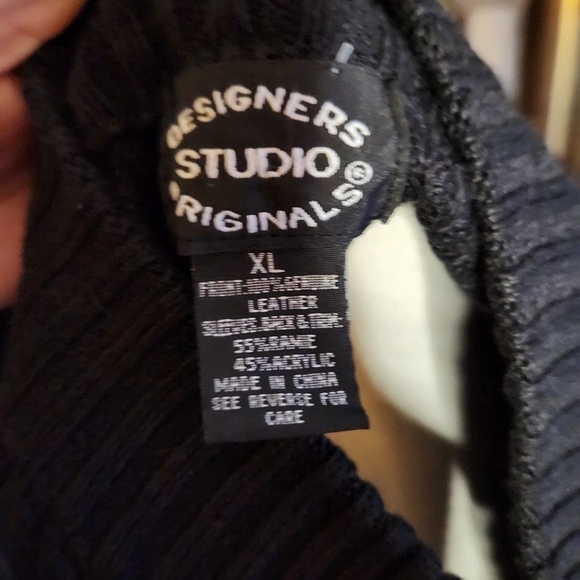 DESIGNERS
STUDIO®
ORIGINALS
XL
FRONT-100% GENUINE
LEATHER
SLEEVES, BACK & TRIM-
55% RAMIE
45% ACRYLIC
MADE IN CHINA
SEE REVERSE FOR
CARE